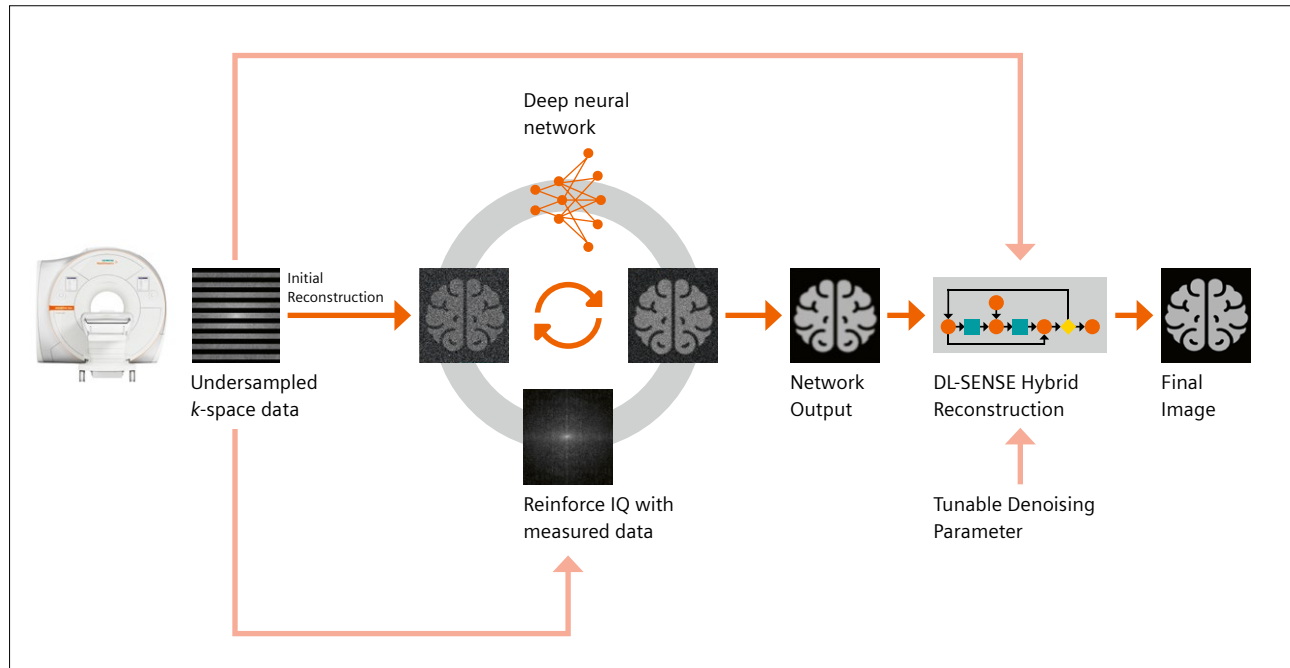 Deep neural
network
Initial
Reconstruction
Undersampled
k-space data
Reinforce IQ with
measured data
Network
Output
DL-SENSE Hybrid
Reconstruction
Final
Image
Tunable Denoising
Parameter